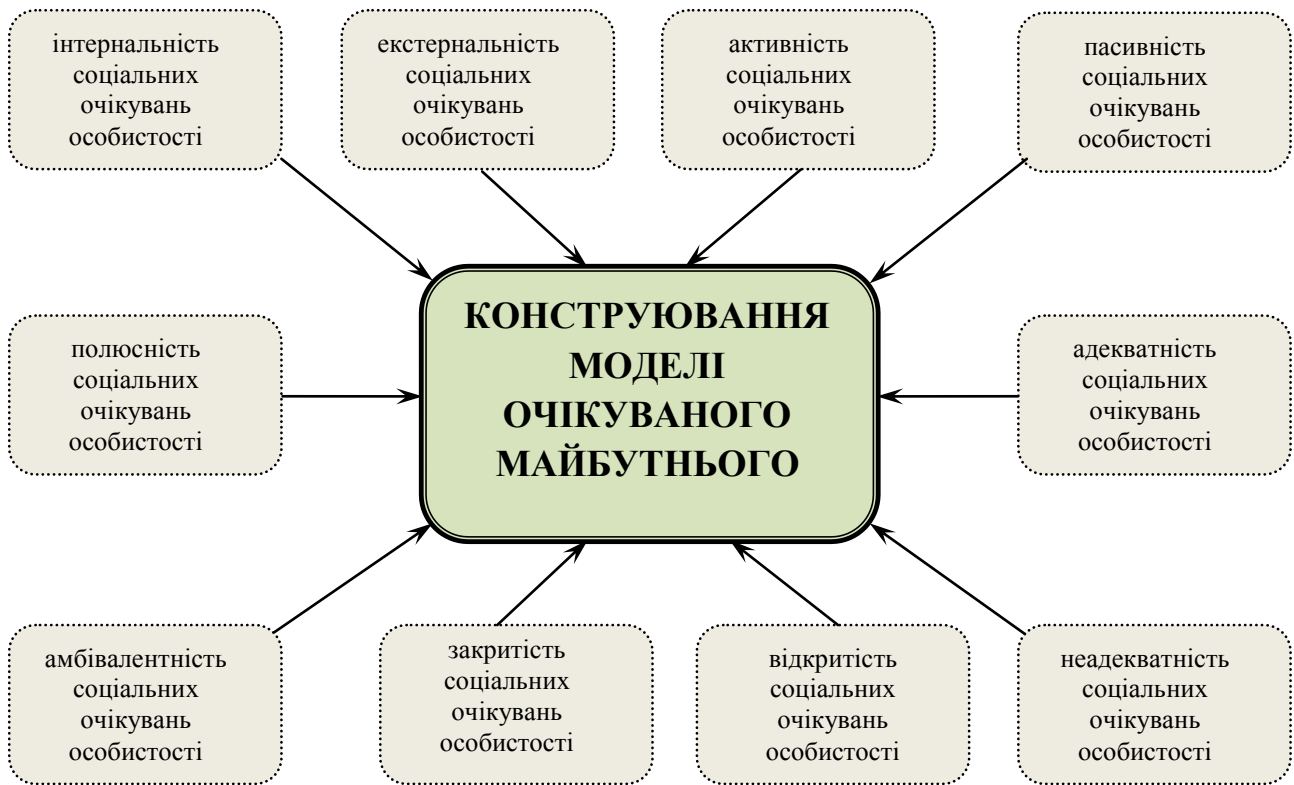 інтернальність
соціальних
очікувань
особистості
екстернальність
соціальних
очікувань
особистості
активність
соціальних
очікувань
особистості
пасивність
соціальних
очікувань
особистості
полюсність
соціальних
очікувань
особистості
КОНСТРУЮВАННЯ
МОДЕЛІ
ОЧІКУВАНОГО
МАЙБУТНЬОГО
адекватність
соціальних
очікувань
особистості
амбівалентність
соціальних
очікувань
особистості
закритість
соціальних
очікувань
особистості
відкритість
соціальних
очікувань
особистості
неадекватність
соціальних
очікувань
особистості